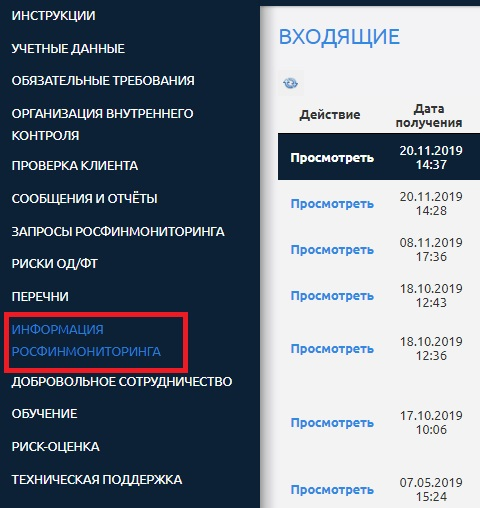 ИНСТРУКЦИИ
УЧЕТНЫЕ ДАННЫЕ
ОБЯЗАТЕЛЬНЫЕ ТРЕБОВАНИЯ
ОРГАНИЗАЦИЯ ВНУТРЕННЕГО
КОНТРОЛЯ
ПРОВЕРКА КЛИЕНТА
СООБЩЕНИЯ И ОТЧЁТЫ
ЗАПРОСЫ РОСФИНМОНИТОРИНГА
РИСКИ ОД/ФТ
ПЕРЕЧНИ
ИНФОРМАЦИЯ
РОСФИНМОНИТОРИНГА
ДОБРОВОЛЬНОЕ СОТРУДНИЧЕСТВО
ОБУЧЕНИЕ
РИСК-ОЦЕНКА
ТЕХНИЧЕСКАЯ ПОДДЕРЖКА
ВХОДЯЩИЕ
Действие Дата
получения
Просмотреть 20.11.2019
14:37
Просмотреть 20.11.2019
14:28
Просмотреть 08.11.2019
17:36
Просмотреть 18.10.2019
12:43
Просмотреть 18.10.2019
12:36
Просмотреть 17.10.2019
10:06
Просмотреть 07.05.2019
15:24